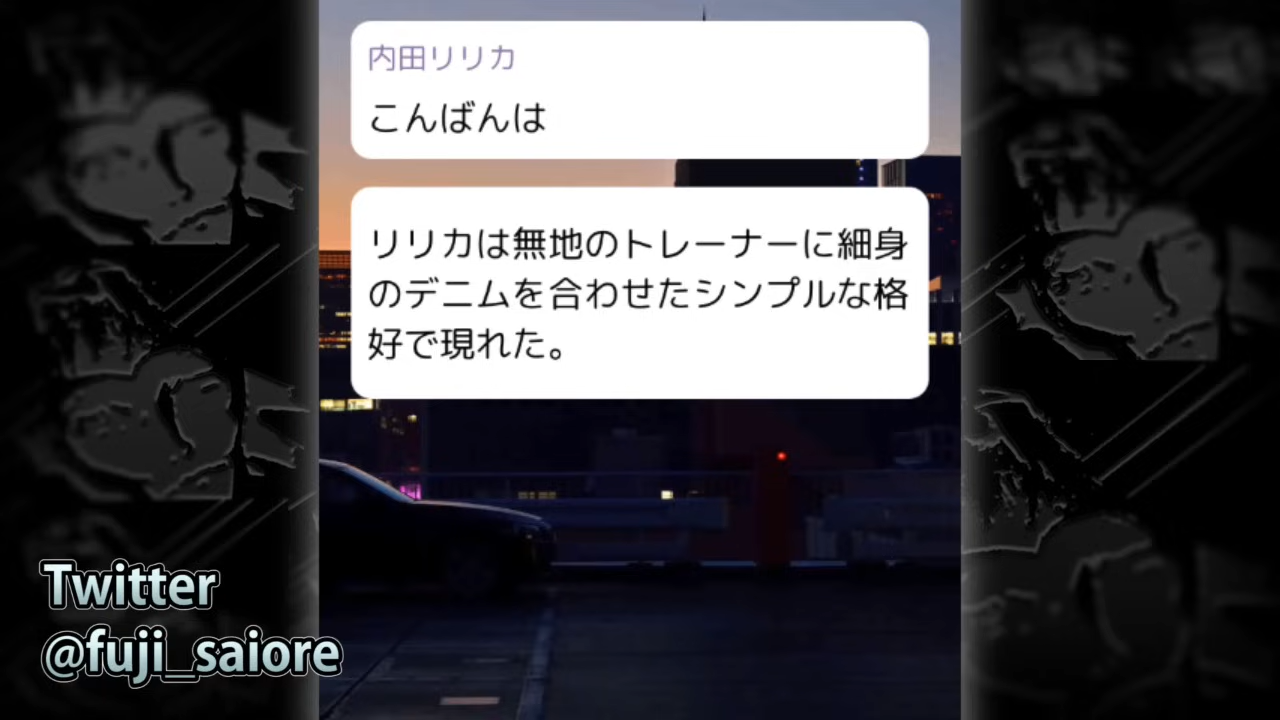 内田リリカ
こんばんは
リリカは無地のトレーナーに細身
のデニムを合わせたシンプルな格
好で現れた。
Twitter
@fuji_saiore